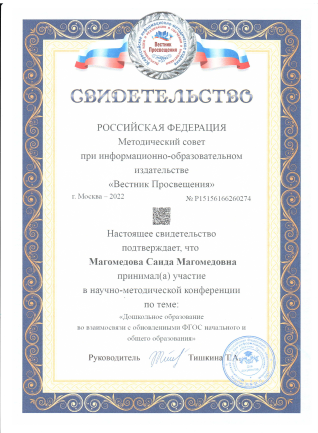 Вестник
Просвещения
СВИДЕТЕЛЬСТВО
РОССИЙСКАЯ ФЕДЕРАЦИЯ
Методический совет
при информационно-образовательном
издательстве
«Вестник Просвещения»
г. Москва – 2022
№ Р15156166260274
Настоящее свидетельство
подтверждает, что
Магомедова Саида Магомедовна
принимал(а) участие
в научно-методической конференции
по теме:
«Дошкольное образование
во взаимосвязи с обновленными ФГОС начального и
общего образования»
Руководитель Тишкина Т.А.